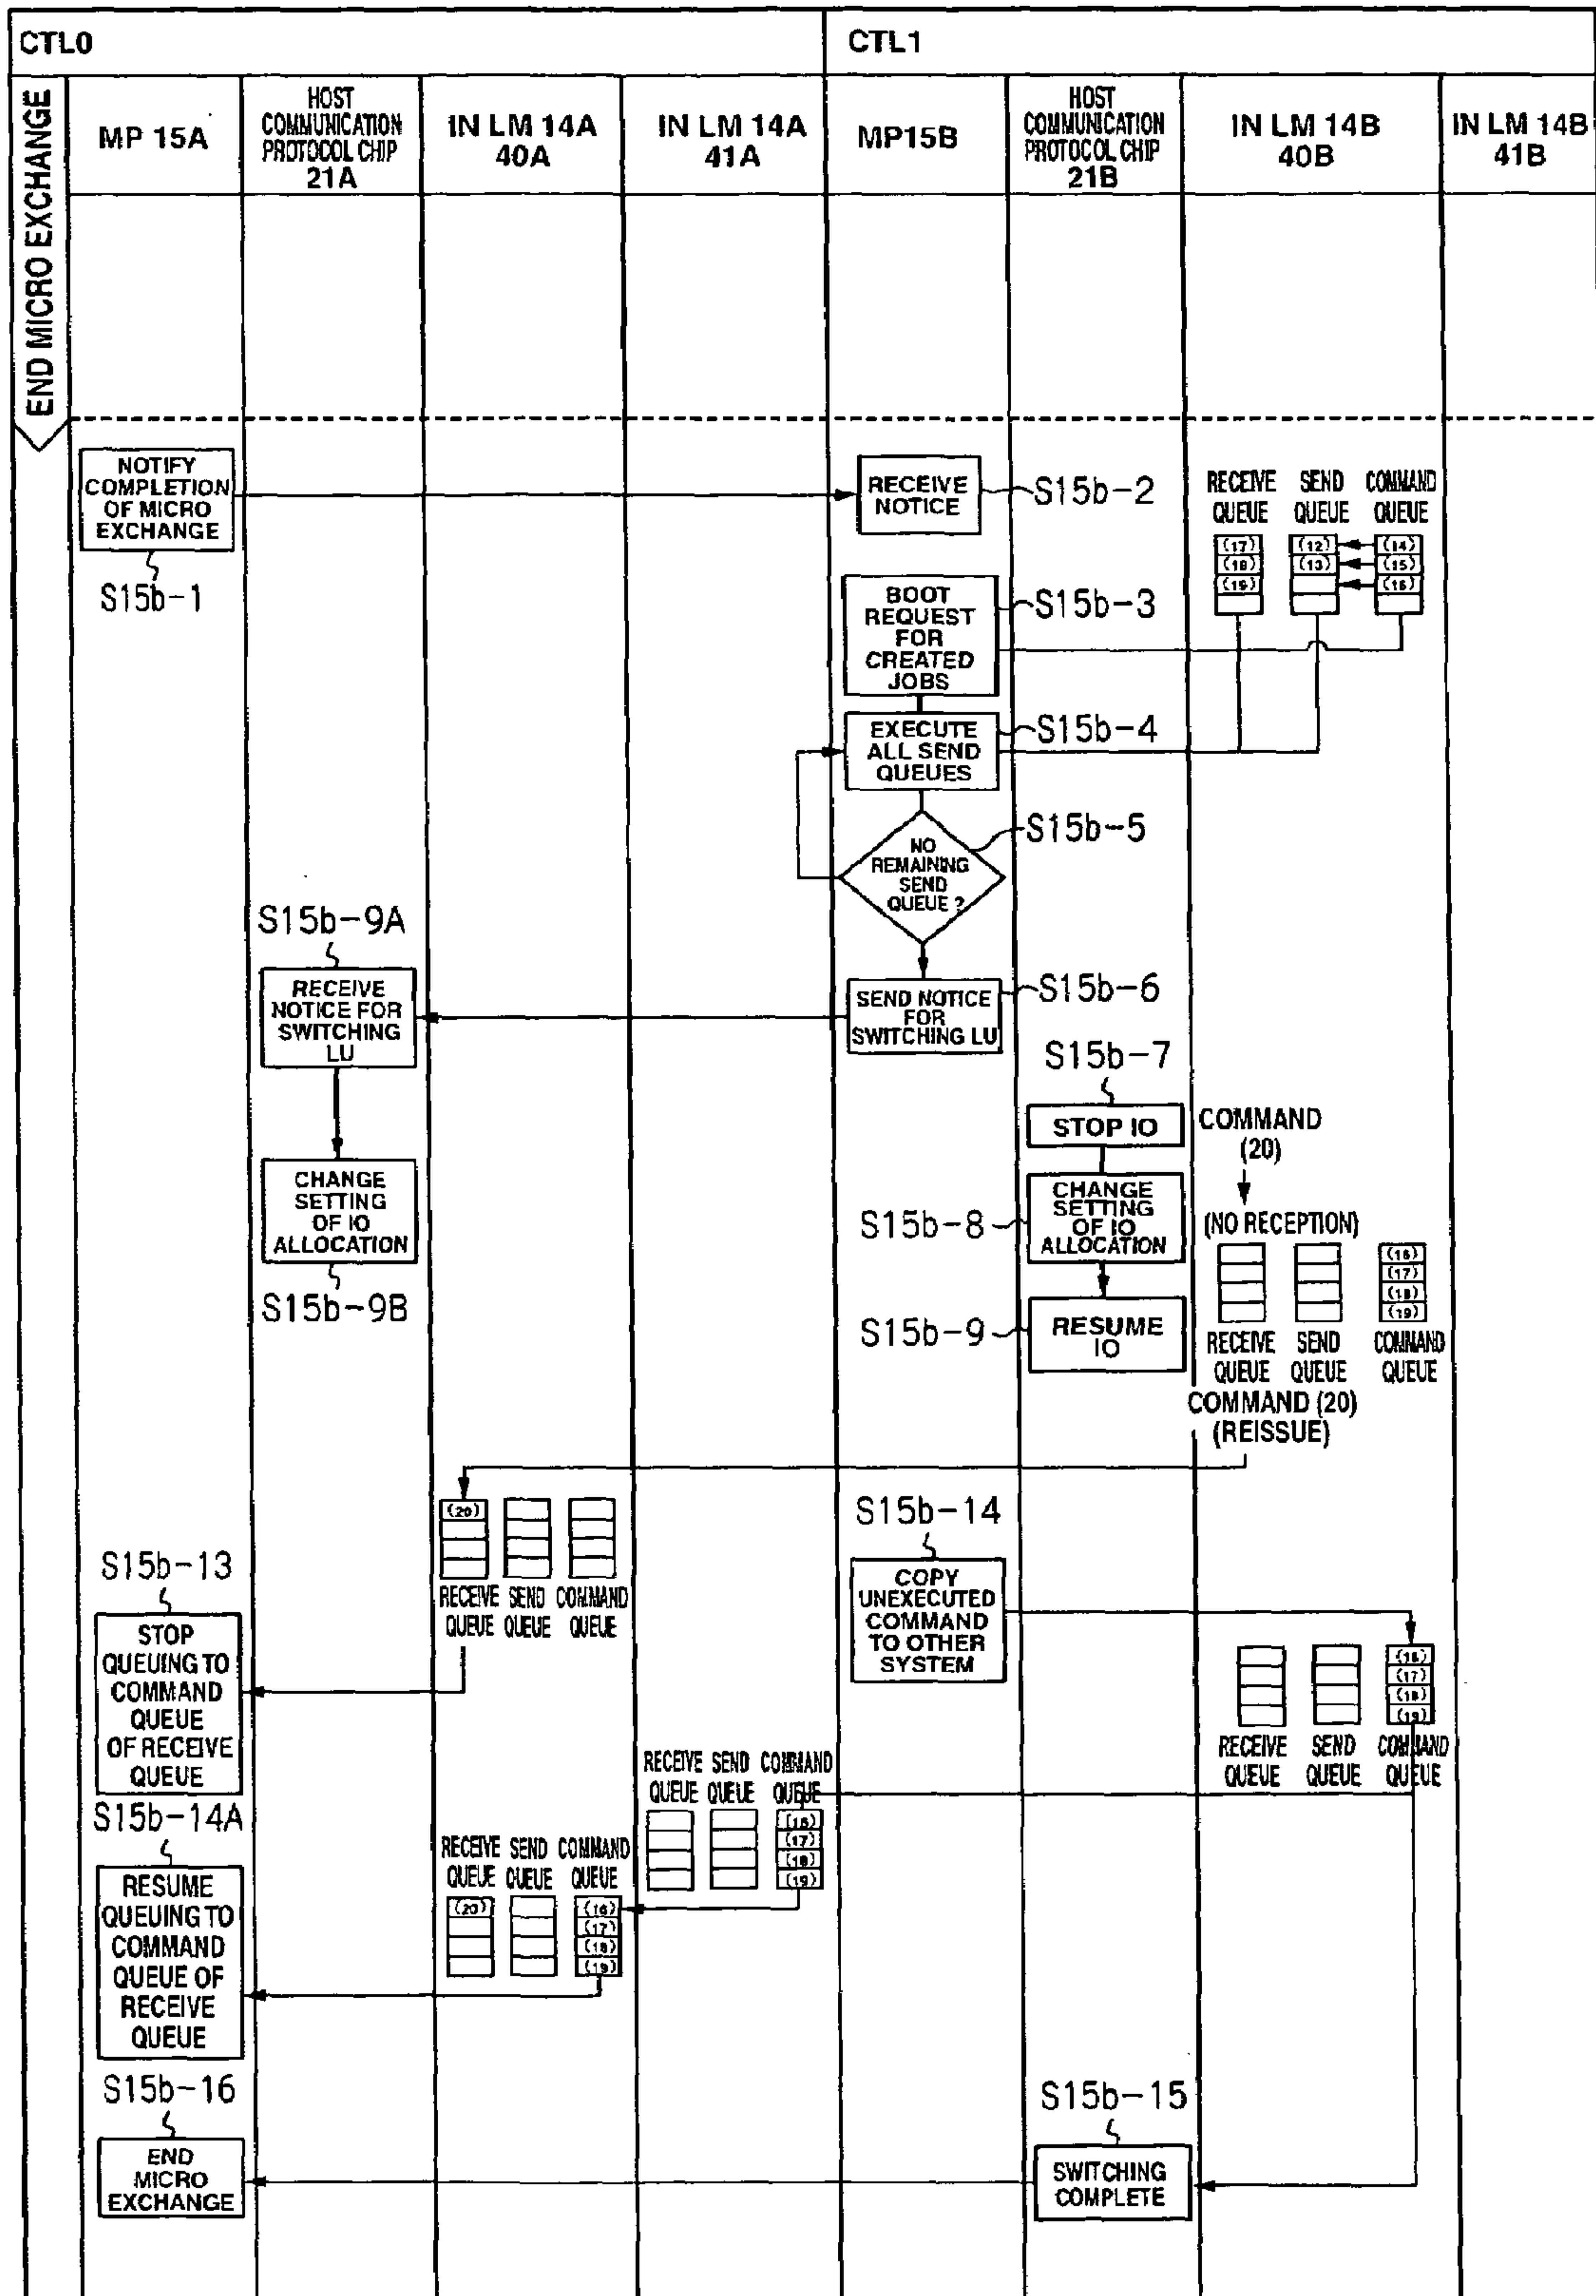 CTL0
CTL1
END MICRO EXCHANGE
MP 15A
HOST
COMMUNICATION
PROTOCOL CHIP
21A
IN LM 14A
40A
IN LM 14A
41A
MP15B
HOST
COMMUNICATION
PROTOCOL CHIP
21B
IN LM 14B
40B
IN LM 14B
41B
NOTIFY
COMPLETION
OF MICRO
EXCHANGE
S15b-1
RECEIVE
NOTICE
S15b-2
RECEIVE SEND COMMAND
QUEUE QUEUE QUEUE
(17) (12) (14)
(18) (13) (15)
(19) (16)
BOOT
REQUEST
FOR
CREATED
JOBS
S15b-3
EXECUTE
ALL SEND
QUEUES
S15b-4
NO
REMAINING
SEND
QUEUE ?
S15b-5
S15b-9A
RECEIVE
NOTICE FOR
SWITCHING
LU
SEND NOTICE
FOR
SWITCHING LU
S15b-6
S15b-7
STOP IO
COMMAND
(20)
CHANGE
SETTING
OF IO
ALLOCATION
S15b-9B
S15b-8
CHANGE
SETTING
OF IO
ALLOCATION
(NO RECEPTION)
(16)
(17)
(18)
(19)
S15b-9
RESUME
IO
RECEIVE SEND COMMAND
QUEUE QUEUE QUEUE
COMMAND (20)
(REISSUE)
(20)
RECEIVE SEND COMMAND
QUEUE QUEUE QUEUE
S15b-14
COPY
UNEXECUTED
COMMAND
TO OTHER
SYSTEM
S15b-13
STOP
QUEUING TO
COMMAND
QUEUE
OF RECEIVE
QUEUE
(16)
(17)
(18)
(19)
RECEIVE SEND COMMAND
QUEUE QUEUE QUEUE
RECEIVE SEND COMMAND
QUEUE QUEUE QUEUE
(16)
(17)
(18)
(19)
S15b-14A
RESUME
QUEUING TO
COMMAND
QUEUE OF
RECEIVE
QUEUE
RECEIVE SEND COMMAND
QUEUE QUEUE QUEUE
(20) (16)
(17)
(18)
(19)
S15b-16
END
MICRO
EXCHANGE
S15b-15
SWITCHING
COMPLETE